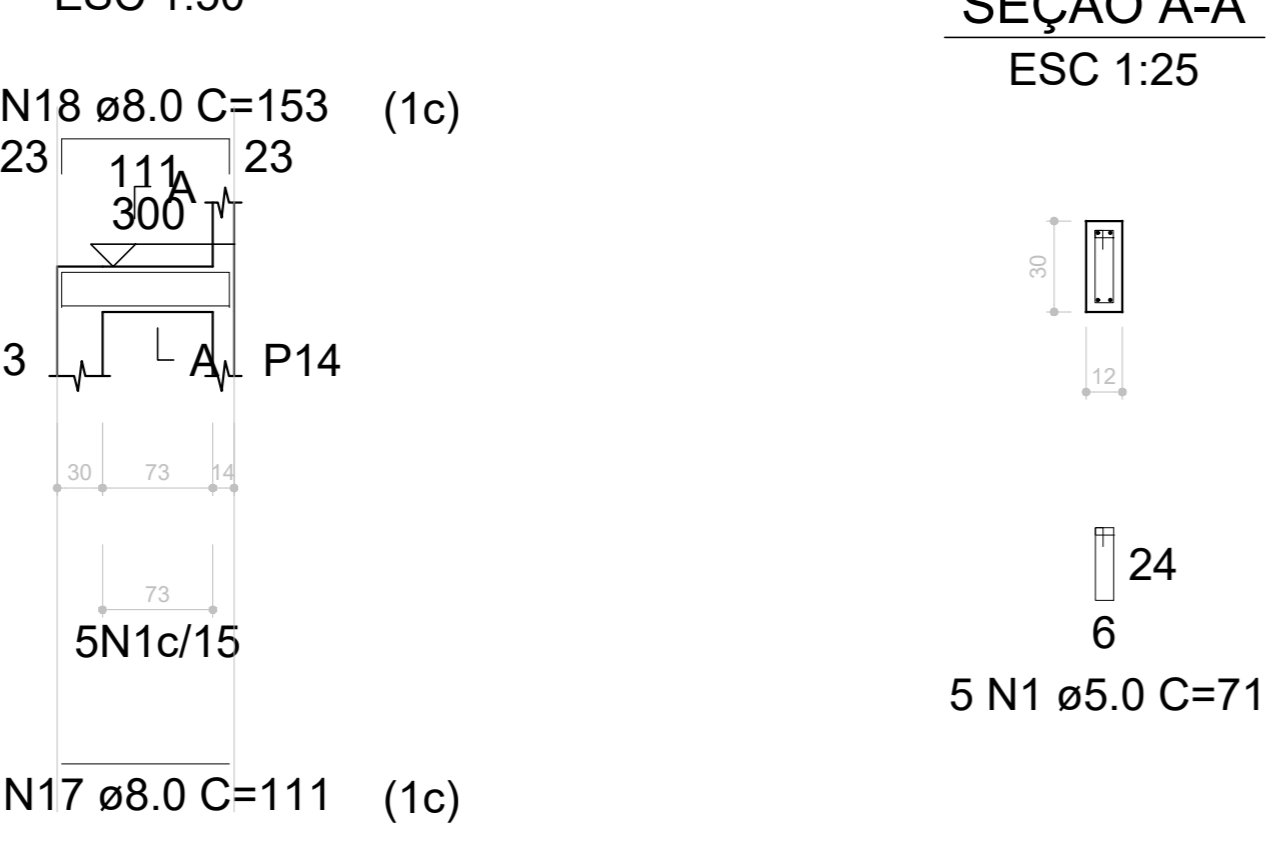 ESC 1:50
SEÇÃO A-A
ESC 1:25
N18 ø8.0 C=153 (1c)
23 111 23
A
300
30
3 A P14
12
30 73 14
73
24
5N1c/15
6
5 N1 ø5.0 C=71
N17 ø8.0 C=111 (1c)